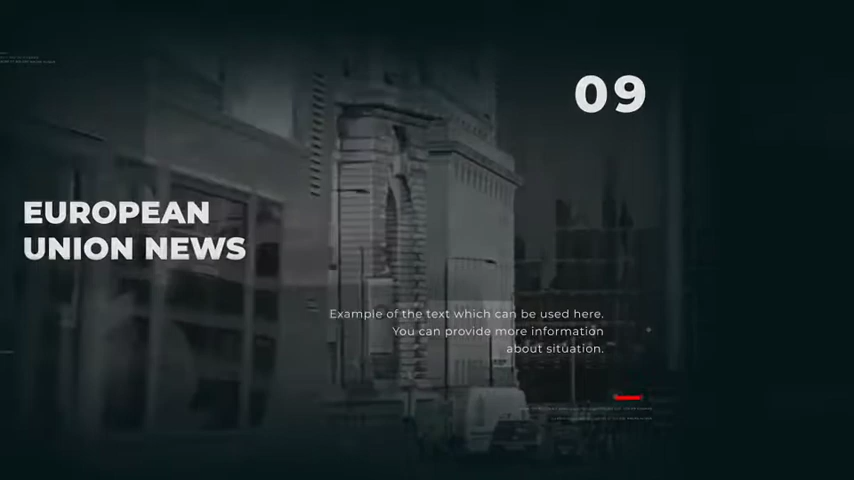 09
EUROPEAN
UNION NEWS
Example of the text which can be used here.
You can provide more information
about situation.